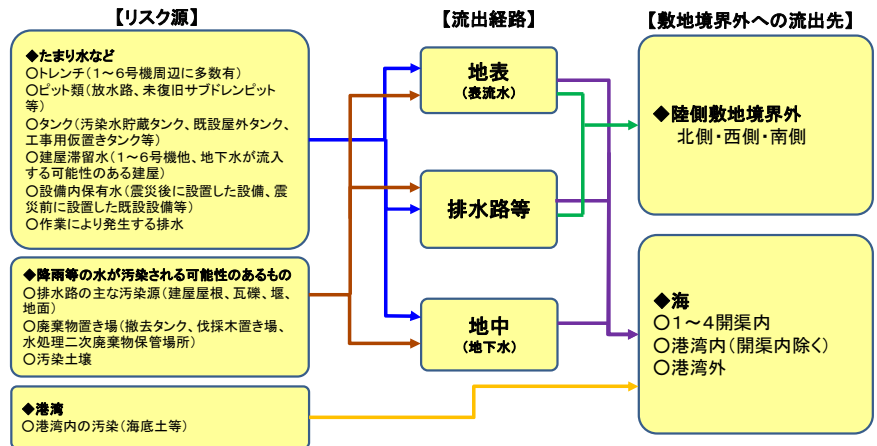 【リスク源】
◆たまり水など
○トレンチ(1～6号機周辺に多数有)
○ピット類(放水路、未復旧サブドレンピット
等)
○タンク(汚染水貯蔵タンク、既設屋外タンク、
工事用仮置きタンク等)
○建屋滞留水(1～6号機他、地下水が流入
する可能性のある建屋)
○設備内保有水(震災後に設置した設備、震
災前に設置した既設設備等)
○作業により発生する排水
◆降雨等の水が汚染される可能性のあるもの
○排水路の主な汚染源(建屋屋根、瓦礫、堰、
地面)
○廃棄物置き場(撤去タンク、伐採木置き場、
水処理二次廃棄物保管場所)
○汚染土壌
◆港湾
○港湾内の汚染(海底土等)
【流出経路】
地表
(表流水)
排水路等
地中
(地下水)
【敷地境界外への流出先】
◆陸側敷地境界外
北側・西側・南側
◆海
○1～4開渠内
○港湾内(開渠内除く)
○港湾外